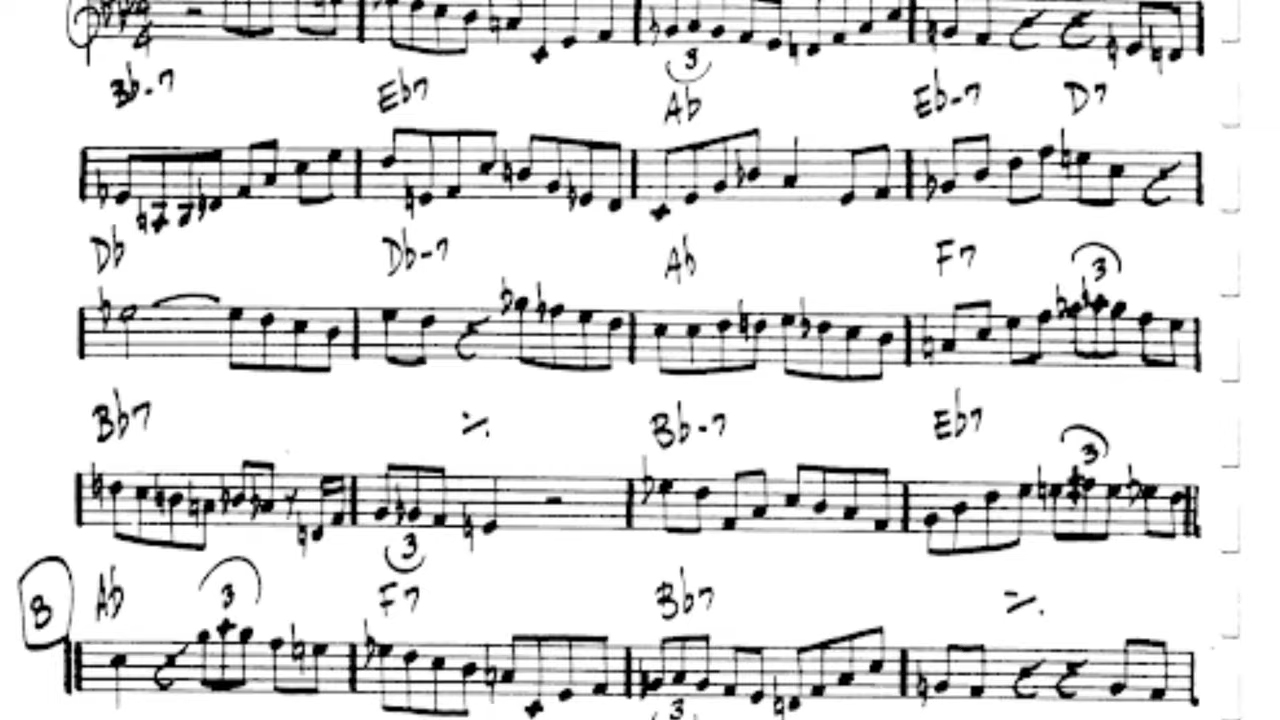 4
3
Bb-7 Eb7 Ab Eb-7 D7
Db Db-7 Ab F7 3
Bb7 Bb-7 Eb7 3
3
B Ab 3 F7 Bb7
3